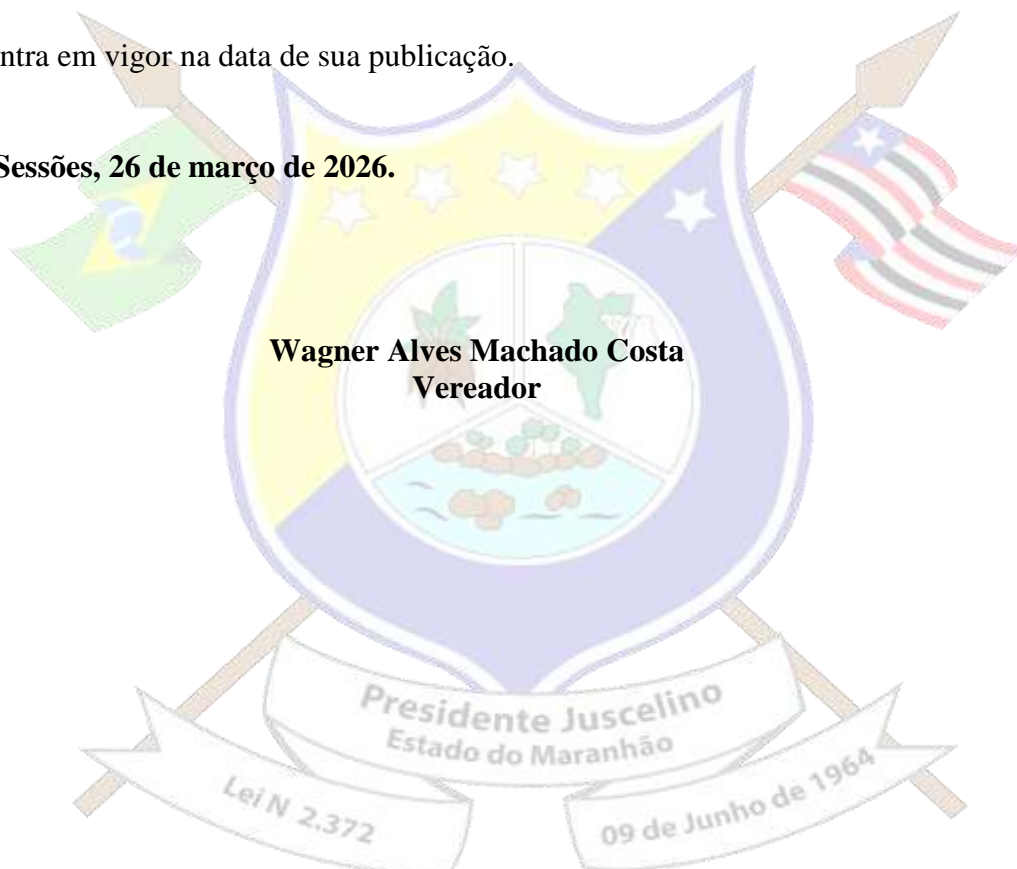 ntra em vigor na data de sua publicação.
Sessões, 26 de março de 2026.
Wagner Alves Machado Costa
Vereador
Presidente Juscelino
Estado do Maranhão
Lei N 2.372
09 de Junho de 1964